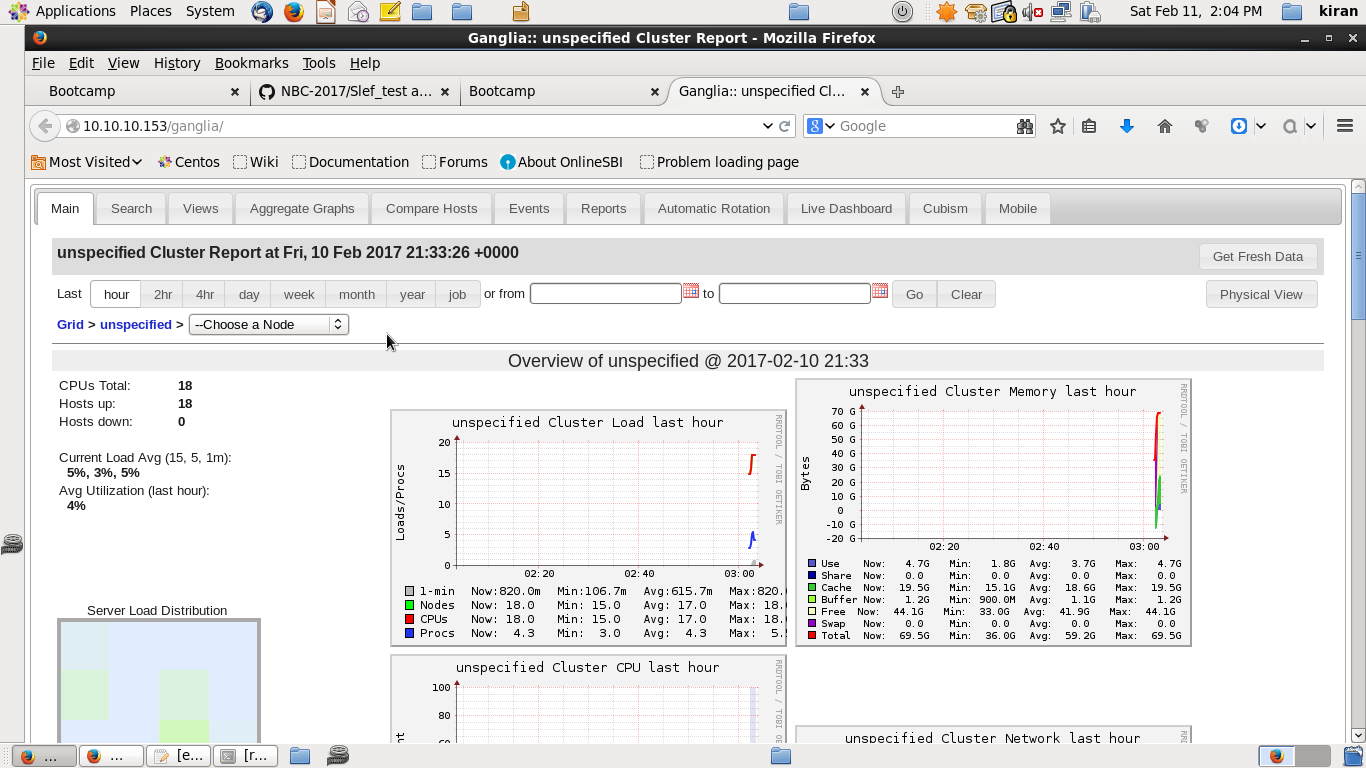 Applications Places System Sat Feb 11, 2:04 PM kiran
Ganglia:: unspecified Cluster Report - Mozilla Firefox
File Edit View History Bookmarks Tools Help
Bootcamp NBC-2017/Slef_test a... Bootcamp Ganglia:: unspecified Cl...
10.10.10.153/ganglia/ Google
Most Visited Centos Wiki Documentation Forums About OnlineSBI Problem loading page
Main Search Views Aggregate Graphs Compare Hosts Events Reports Automatic Rotation Live Dashboard Cubism Mobile
unspecified Cluster Report at Fri, 10 Feb 2017 21:33:26 +0000 Get Fresh Data
Last hour 2hr 4hr day week month year job or from to Go Clear Physical View
Grid > unspecified > --Choose a Node
Overview of unspecified @ 2017-02-10 21:33
CPUs Total: 18
Hosts up: 18
Hosts down: 0
Current Load Avg (15, 5, 1m):
5%, 3%, 5%
Avg Utilization (last hour):
4%
Server Load Distribution
unspecified Cluster Load last hour
RRDTOOL / TOBI OETIKER
Loads/Procs
20
15
10
5
0
02:20 02:40 03:00
1-min Now:820.0m Min:106.7m Avg:615.7m Max:820.
Nodes Now: 18.0 Min: 15.0 Avg: 17.0 Max: 18.
CPUs Now: 18.0 Min: 15.0 Avg: 17.0 Max: 18.
Procs Now: 4.3 Min: 3.0 Avg: 4.3 Max: 5.
unspecified Cluster Memory last hour
RRDTOOL / TOBI OETIKER
Bytes
70 G
60 G
50 G
40 G
30 G
20 G
10 G
0
-10 G
-20 G
02:20 02:40 03:00
Use Now: 4.7G Min: 1.8G Avg: 3.7G Max: 4.7G
Share Now: 0.0 Min: 0.0 Avg: 0.0 Max: 0.0
Cache Now: 19.5G Min: 15.1G Avg: 18.6G Max: 19.5G
Buffer Now: 1.2G Min: 900.0M Avg: 1.1G Max: 1.2G
Free Now: 44.1G Min: 33.0G Avg: 41.9G Max: 44.1G
Swap Now: 0.0 Min: 0.0 Avg: 0.0 Max: 0.0
Total Now: 69.5G Min: 36.0G Avg: 59.2G Max: 69.5G
unspecified Cluster CPU last hour
RRDTOOL / TOBI OETIKER
100
80
unspecified Cluster Network last hour
... ... [e... [r...